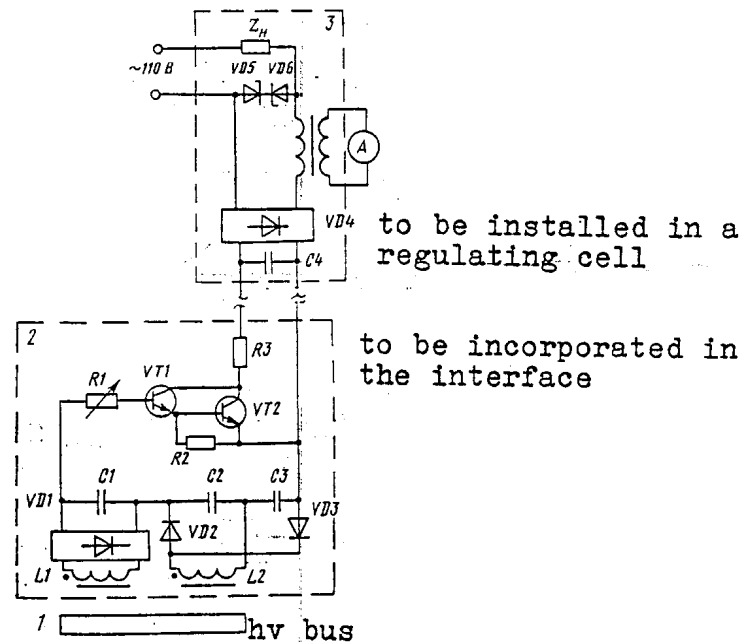 3
Zн
~110 В
VD5 VD6
A
VD4
C4
to be installed in a
regulating cell
2
R3
to be incorporated in
the interface
R1
VT1
VT2
R2
C1
C2
C3
VD1
VD2
VD3
L1
L2
1
hv bus